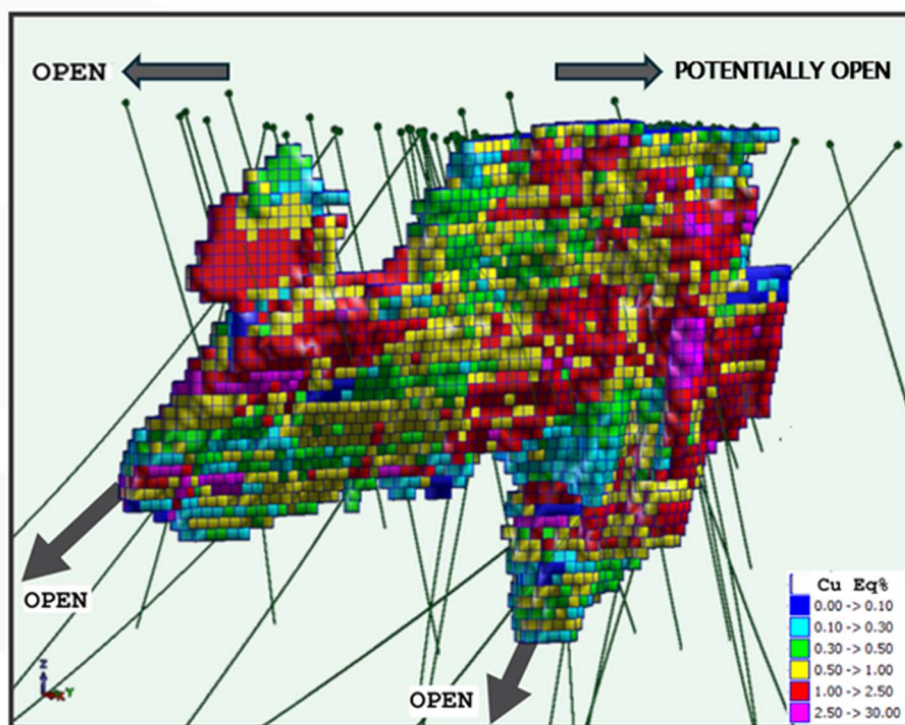 OPEN
POTENTIALLY OPEN
OPEN
OPEN
Cu Eq%
0.00 -> 0.10
0.10 -> 0.30
0.30 -> 0.50
0.50 -> 1.00
1.00 -> 2.50
2.50 -> 30.00
Z
Y